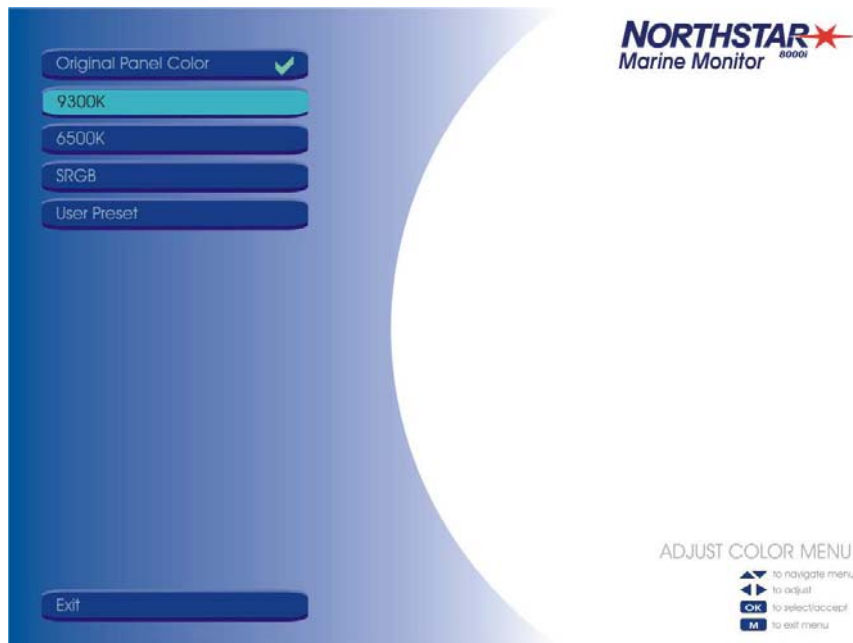 NORTHSTAR
8000i
Marine Monitor
Original Panel Color
9300K
6500K
SRGB
User Preset
Exit
ADJUST COLOR MENU
to navigate menu
to adjust
OK to select/accept
M to exit menu